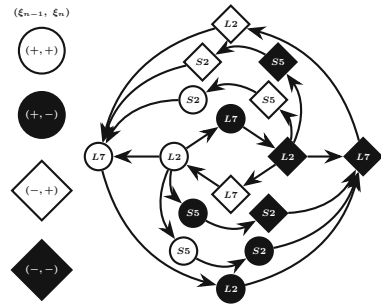 (ξₙ₋₁, ξₙ)
(+,+)
(+,−)
(−,+)
(−,−)
L2
S2
S5
S2
S5
L7
L7
L2
L2
L7
L7
S5
S2
S5
S2
L2